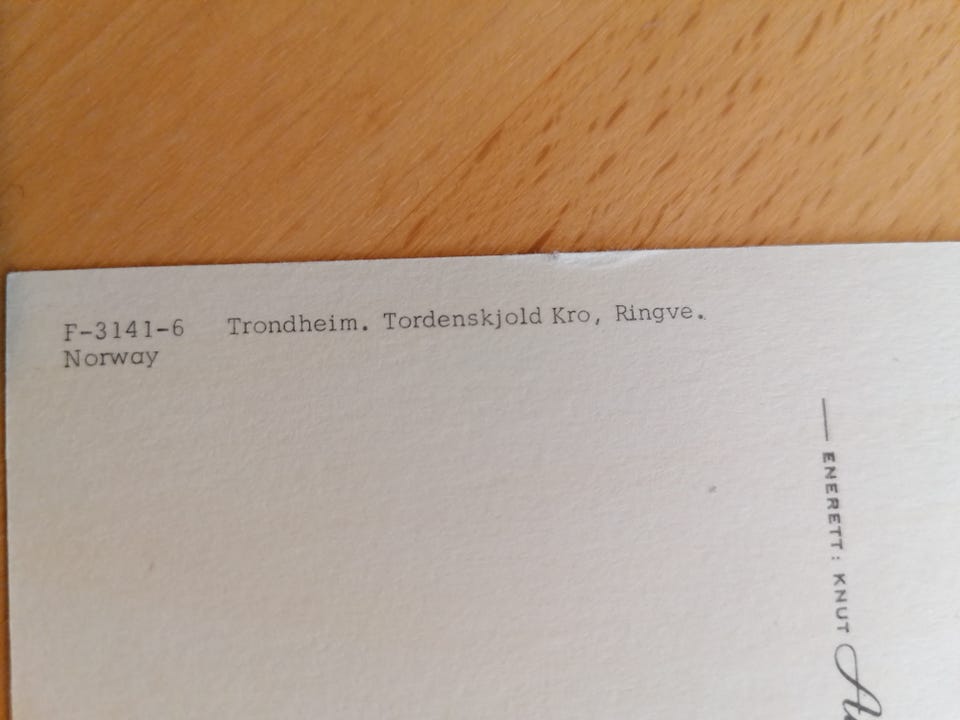 F-3141-6 Trondheim. Tordenskjold Kro, Ringve.
Norway
ENERETT: KNUT